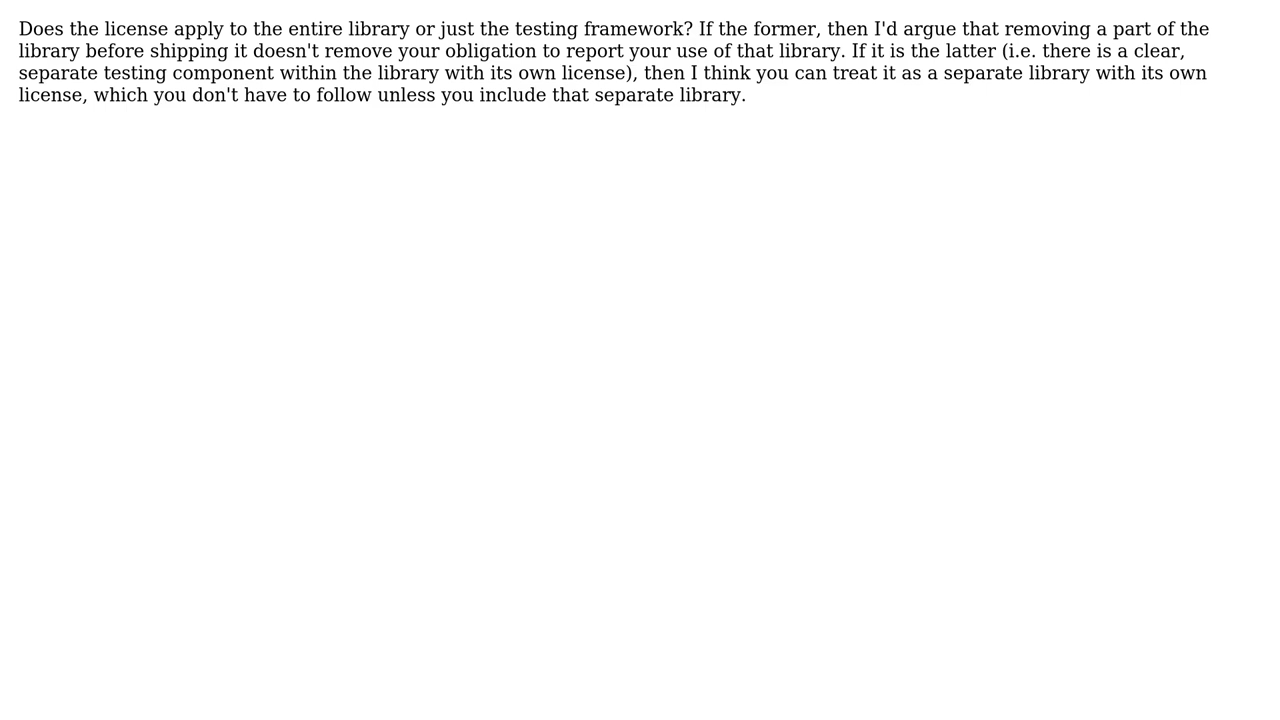 Does the license apply to the entire library or just the testing framework? If the former, then I'd argue that removing a part of the
library before shipping it doesn't remove your obligation to report your use of that library. If it is the latter (i.e. there is a clear,
separate testing component within the library with its own license), then I think you can treat it as a separate library with its own
license, which you don't have to follow unless you include that separate library.